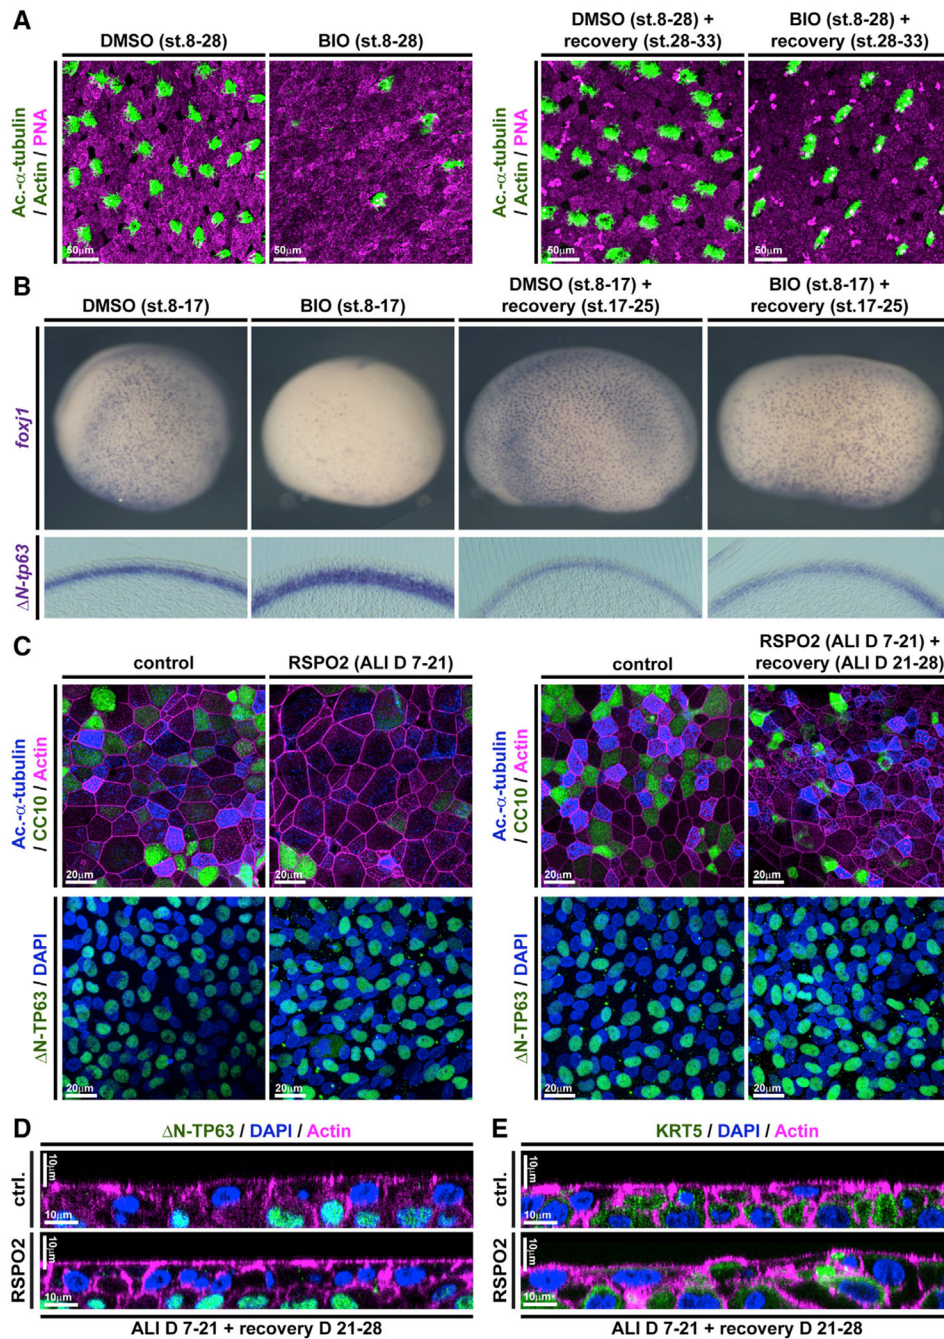 A
DMSO (st.8-28)
BIO (st.8-28)
DMSO (st.8-28) +
recovery (st.28-33)
BIO (st.8-28) +
recovery (st.28-33)
Ac.-α-tubulin
/ Actin / PNA
50μm
50μm
Ac.-α-tubulin
/ Actin / PNA
50μm
50μm
B
DMSO (st.8-17)
BIO (st.8-17)
DMSO (st.8-17) +
recovery (st.17-25)
BIO (st.8-17) +
recovery (st.17-25)
foxj1
ΔN-tp63
C
control
RSPO2 (ALI D 7-21)
control
RSPO2 (ALI D 7-21) +
recovery (ALI D 21-28)
Ac.-α-tubulin
/ CC10 / Actin
20μm
20μm
Ac.-α-tubulin
/ CC10 / Actin
20μm
20μm
ΔN-TP63 / DAPI
20μm
20μm
ΔN-TP63 / DAPI
20μm
20μm
D
ΔN-TP63 / DAPI / Actin
ctrl.
10μm
10μm
RSPO2
10μm
10μm
ALI D 7-21 + recovery D 21-28
E
KRT5 / DAPI / Actin
ctrl.
10μm
10μm
RSPO2
10μm
10μm
ALI D 7-21 + recovery D 21-28